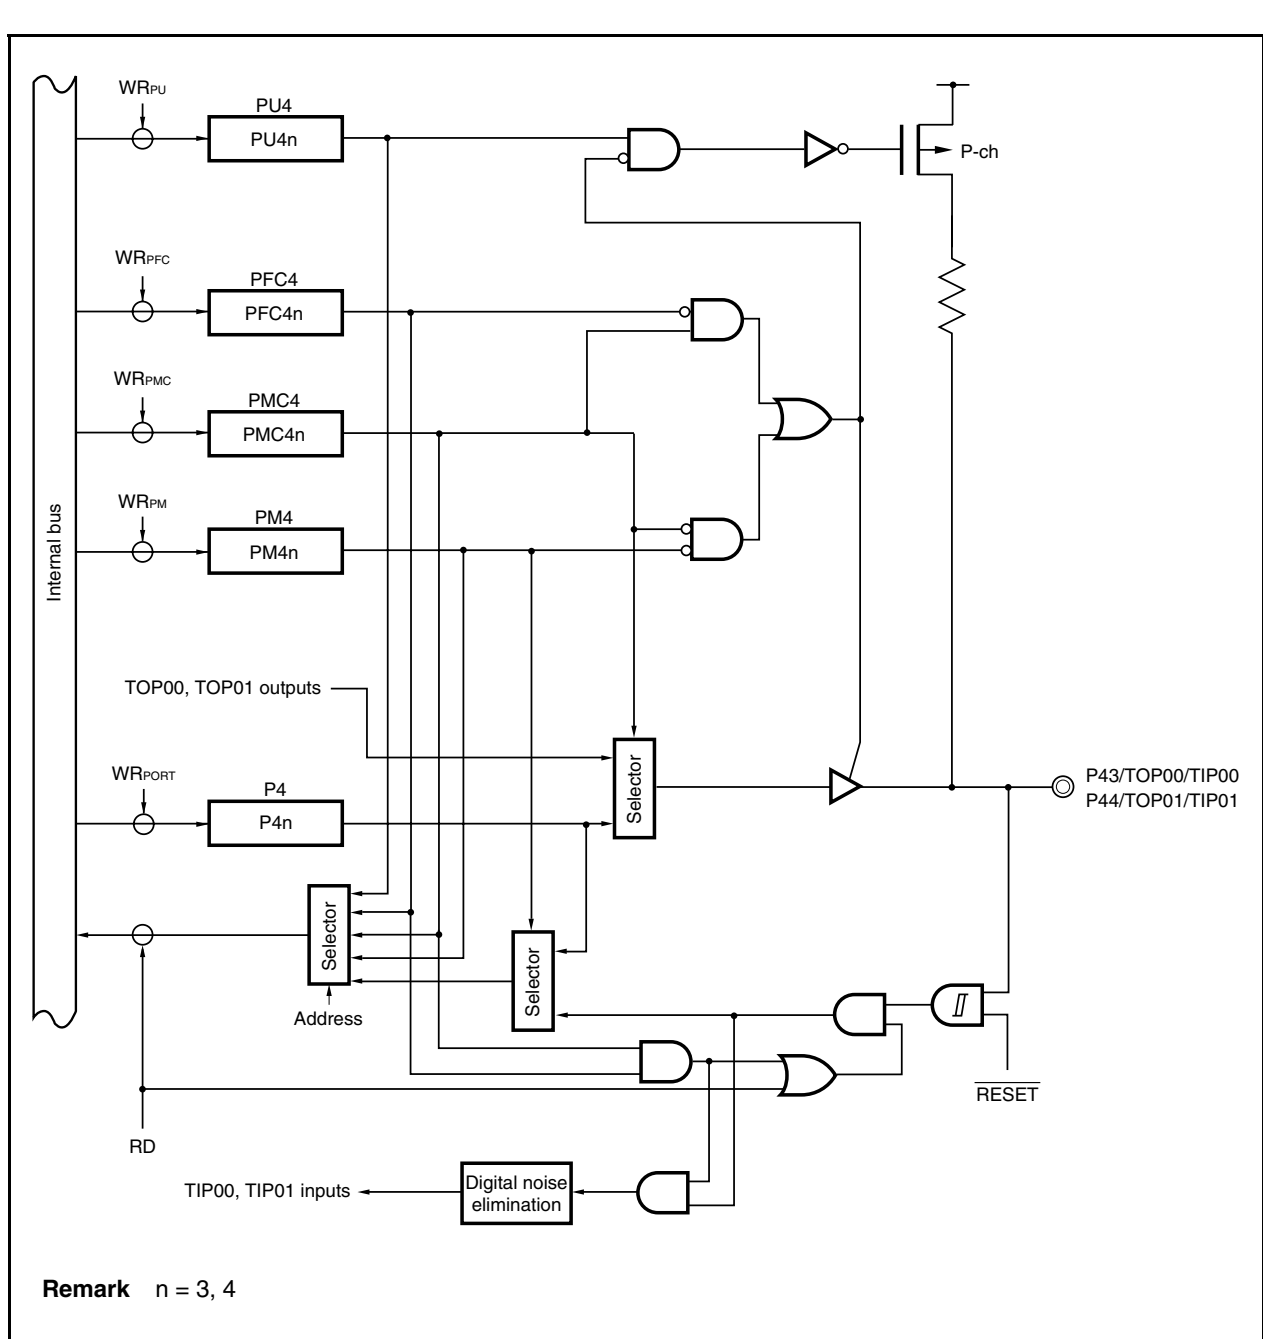 WRPU
PU4
PU4n
P-ch
WRPFC
PFC4
PFC4n
WRPMC
PMC4
PMC4n
WRPM
PM4
PM4n
Internal bus
TOP00, TOP01 outputs
WRPORT
P4
P4n
Selector
P43/TOP00/TIP00
P44/TOP01/TIP01
Selector
Selector
Address
RESET
RD
TIP00, TIP01 inputs
Digital noise
elimination
Remark n = 3, 4